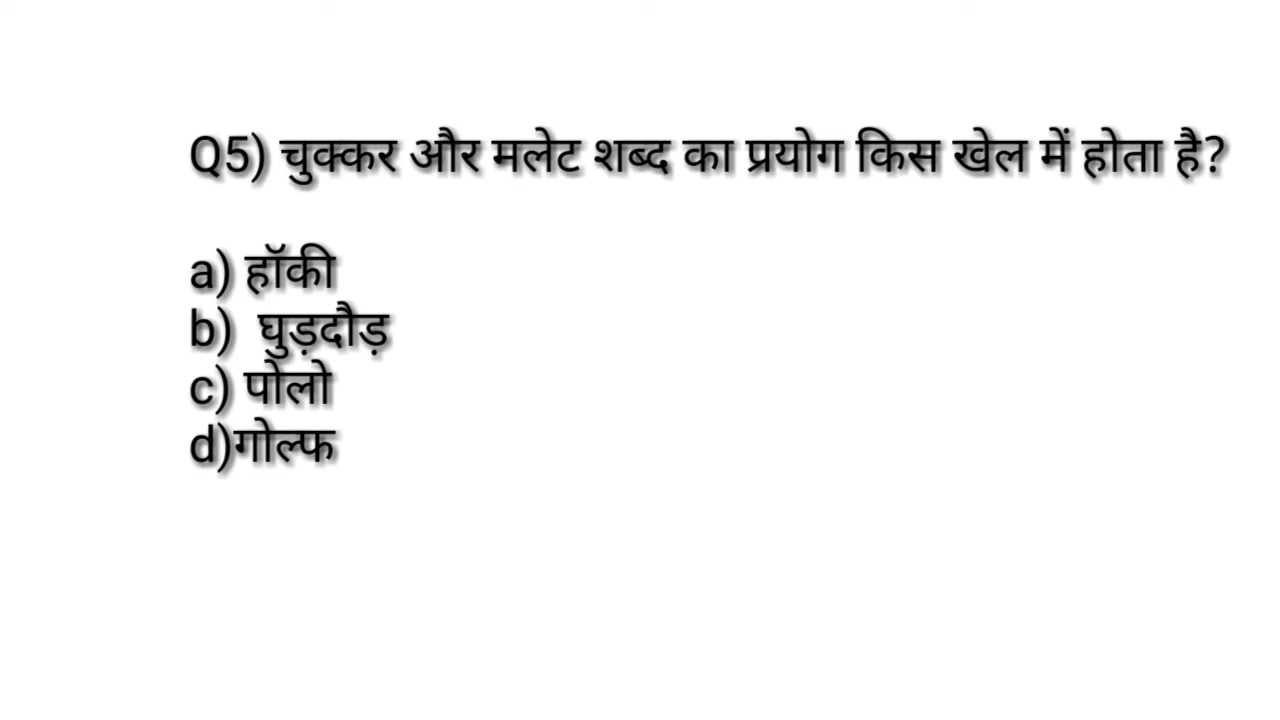 Q5) चुक्कर और मलेट शब्द का प्रयोग किस खेल में होता है?
a) हॉकी
b) घुड़दौड़
c) पोलो
d)गोल्फ